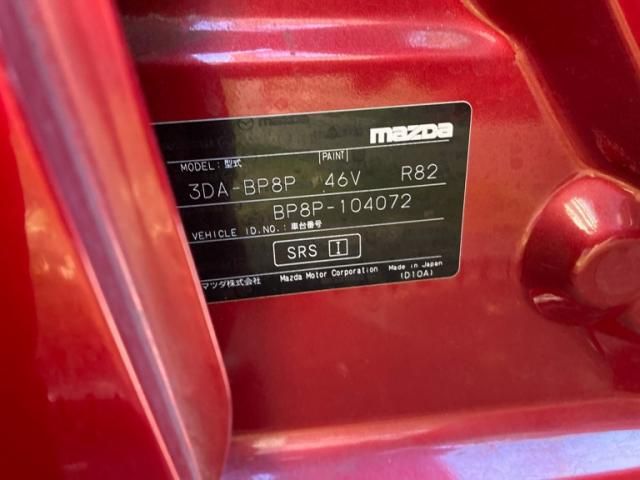 mazda
MODEL: 型式 PAINT
3DA-BP8P 46V R82
BP8P-104072
VEHICLE ID.NO.: 車台番号
SRS I
マツダ株式会社 Mazda Motor Corporation Made in Japan
(D10A)